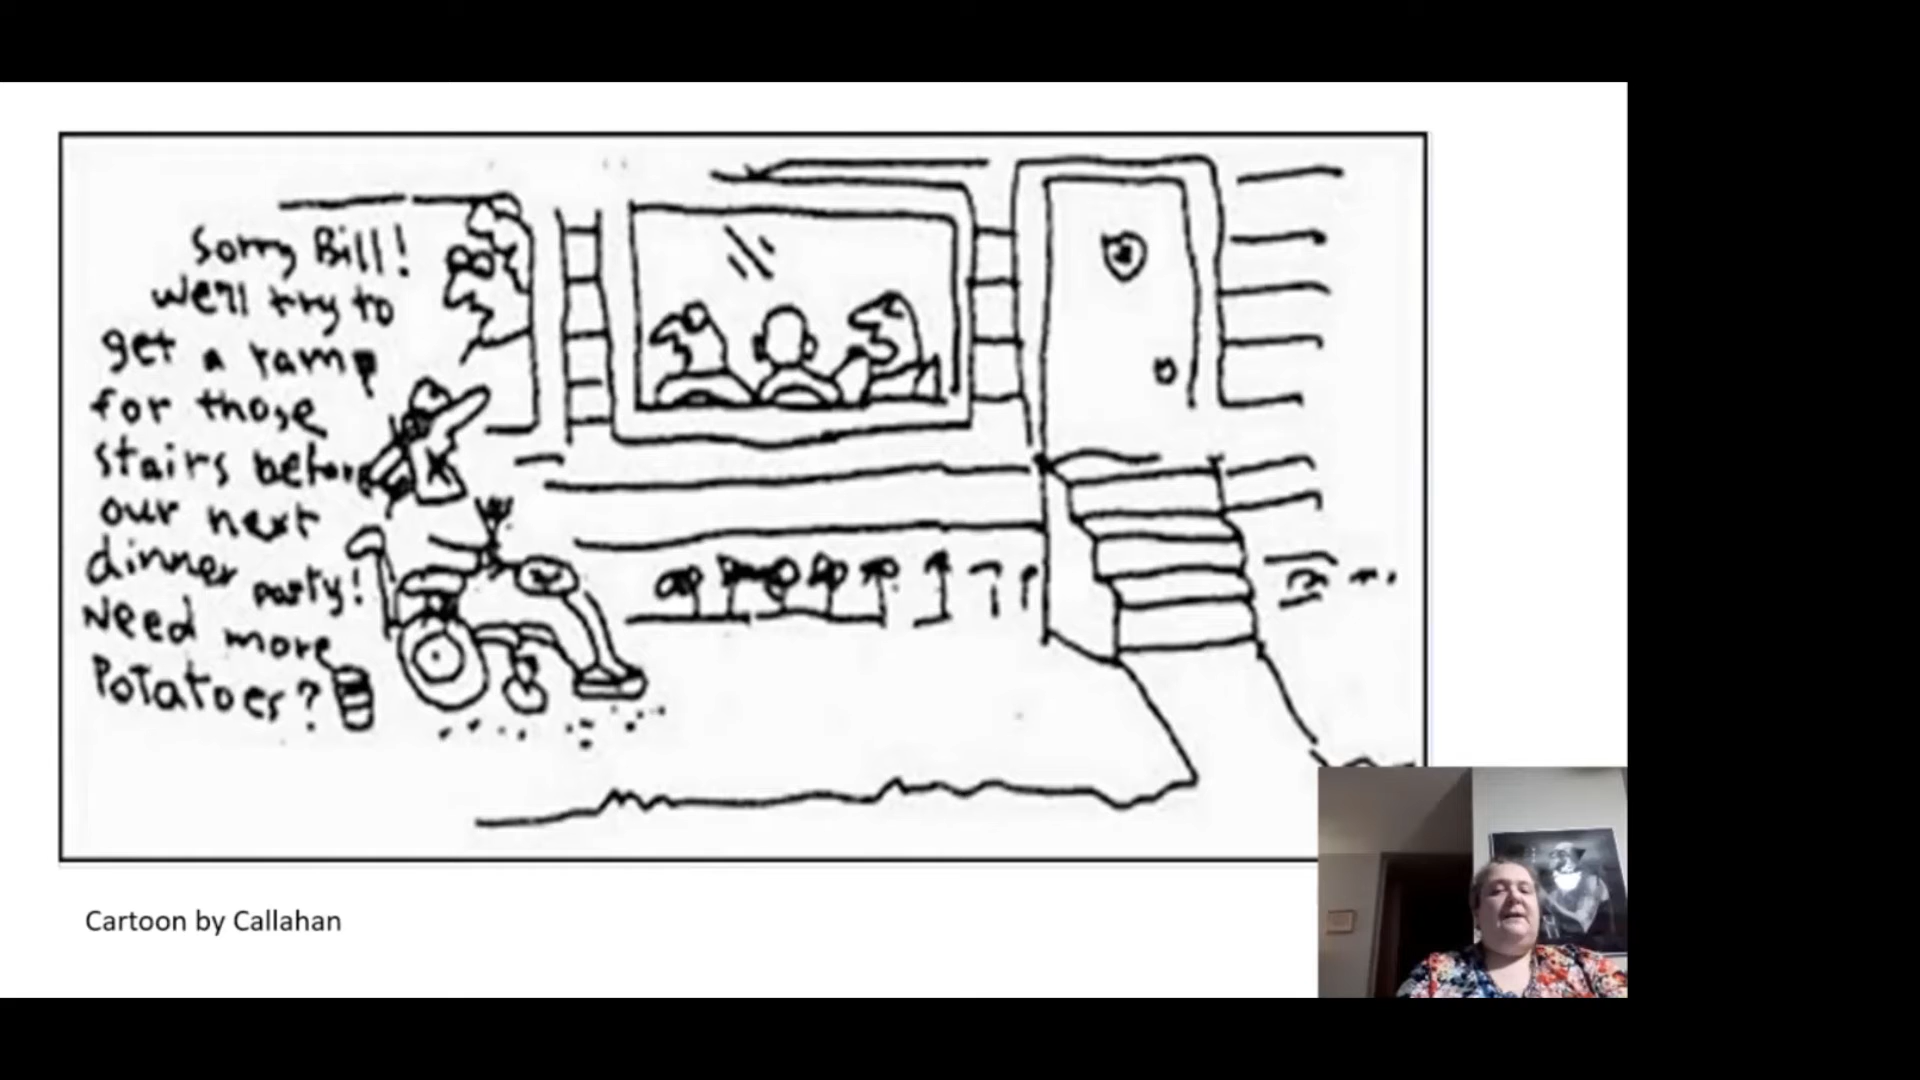 Sorry Bill!
We'll try to
get a ramp
for those
stairs before
our next
dinner party!
Need more
Potatoes?
Cartoon by Callahan